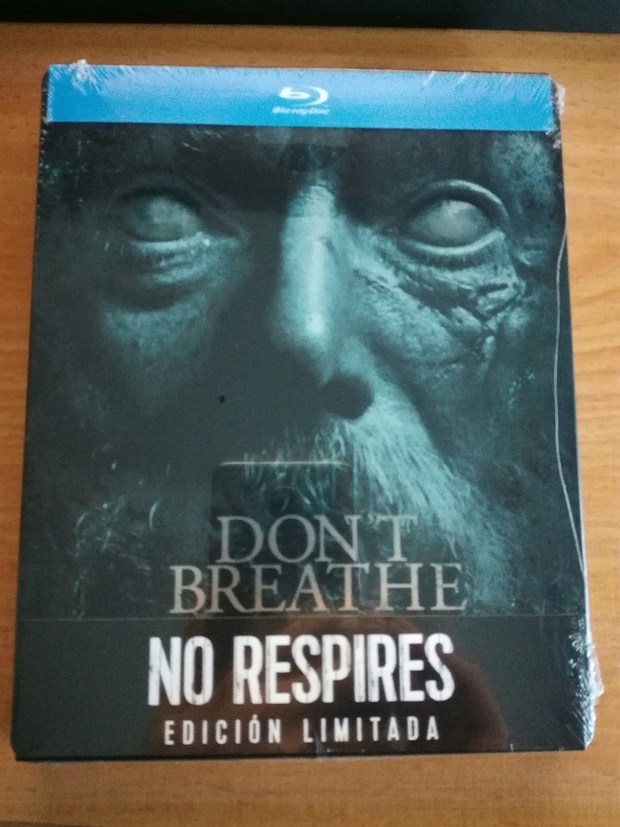 Blu-ray Disc
DON'T
BREATHE
NO RESPIRES
EDICIÓN LIMITADA